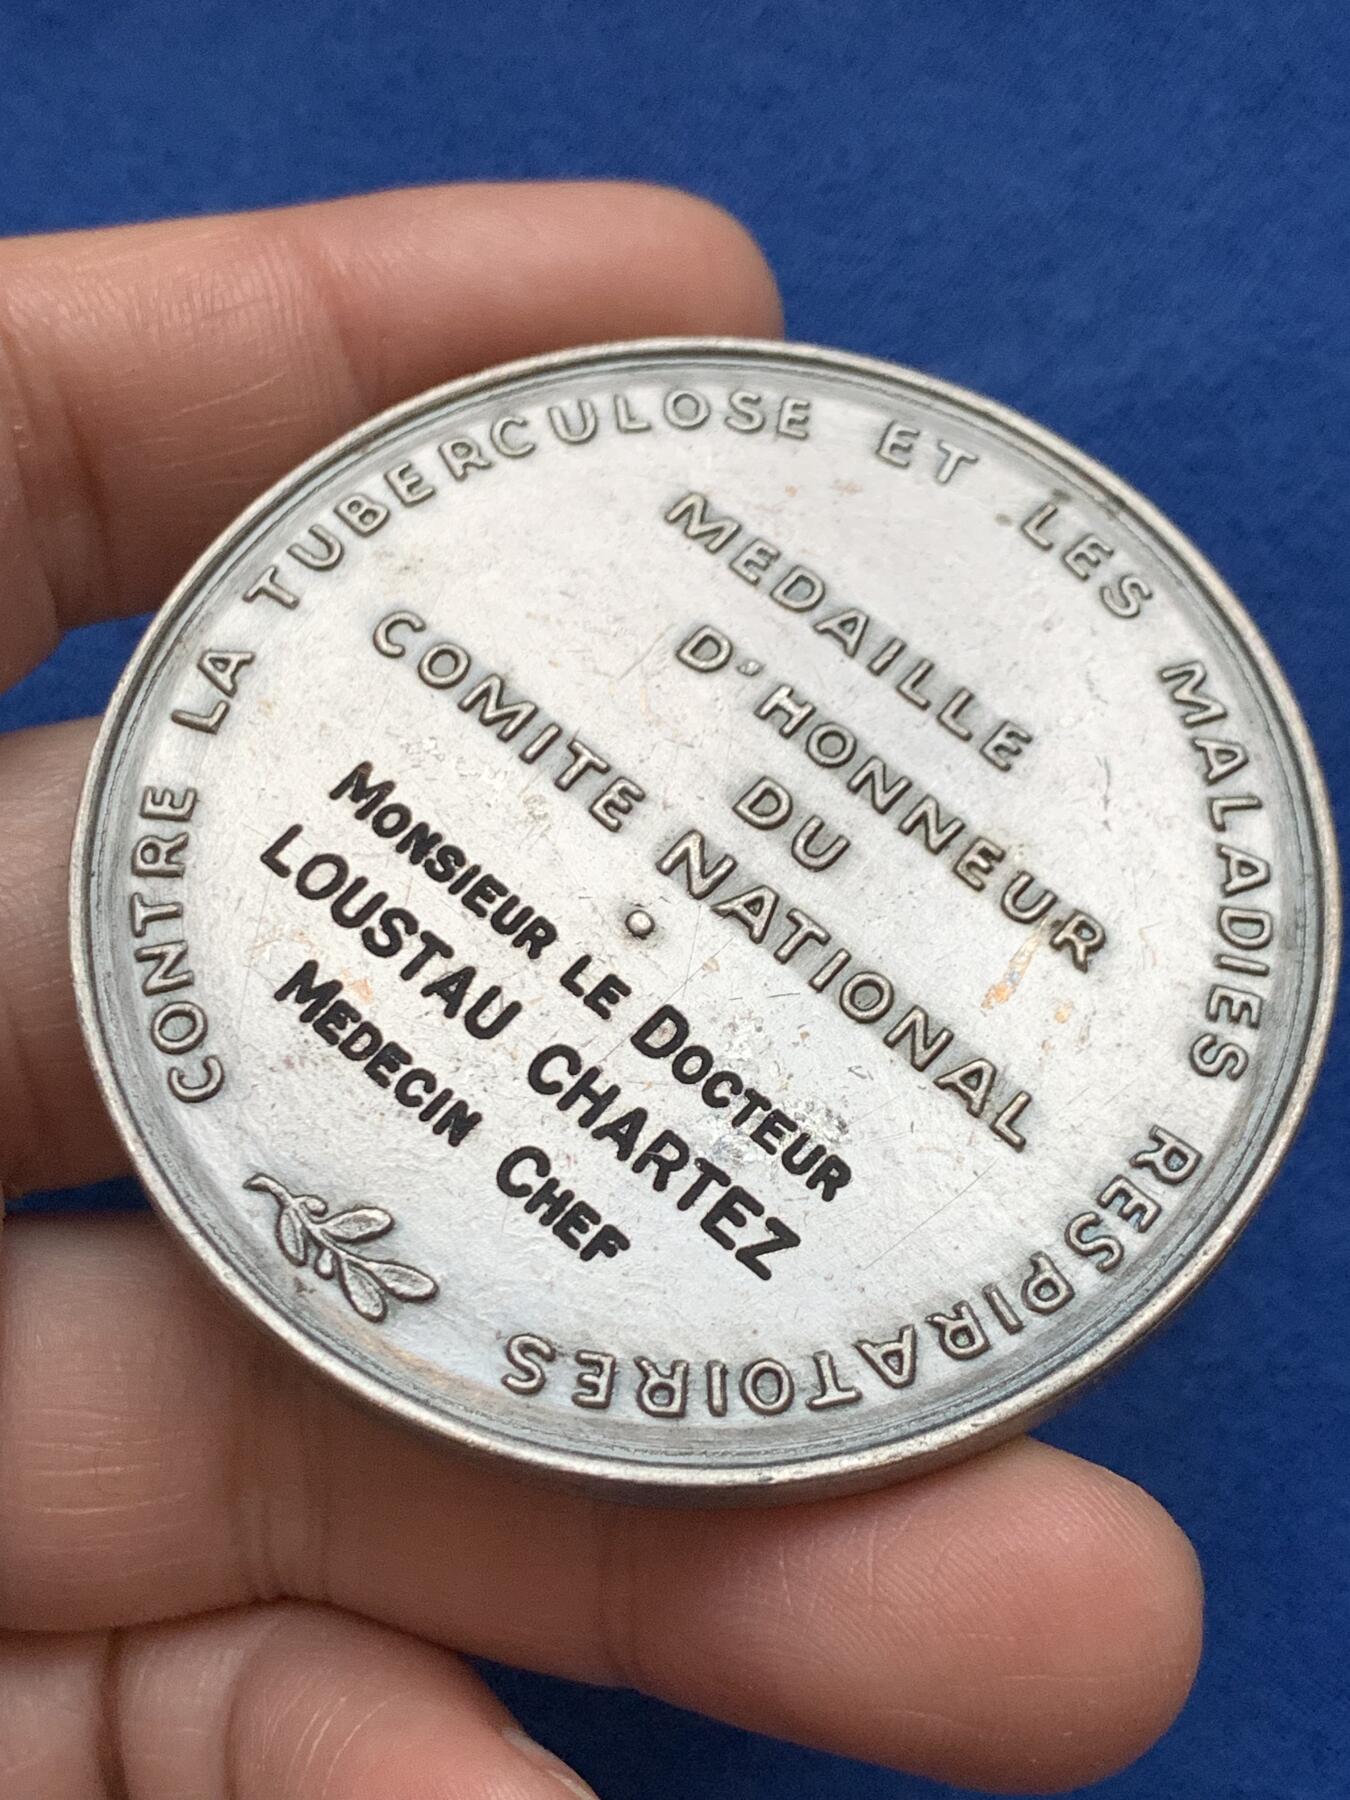 MEDAILLE
D'HONNEUR
DU
COMITE NATIONAL
CONTRE LA TUBERCULOSE ET LES MALADIES RESPIRATOIRES
MONSIEUR LE DOCTEUR
LOUSTAU CHARTEZ
MEDECIN CHEF